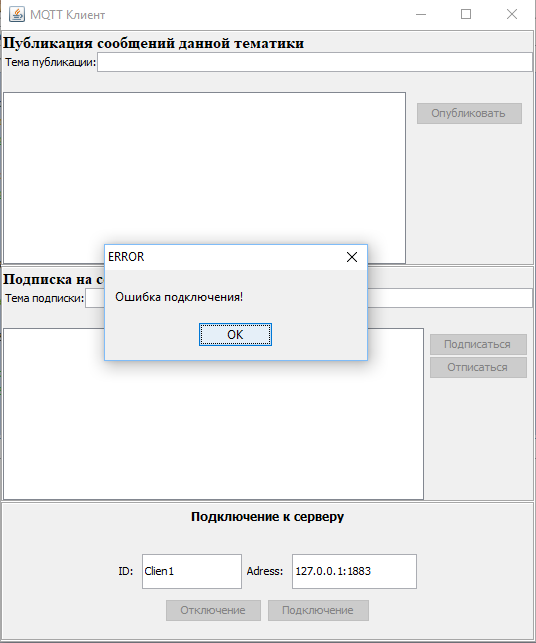 MQTT Клиент
Публикация сообщений данной тематики
Тема публикации:
Опубликовать
ERROR
Ошибка подключения!
OK
Подписка на с
Тема подписки:
Подписаться
Отписаться
Подключение к серверу
ID: Clien1 Adress: 127.0.0.1:1883
Отключение Подключение